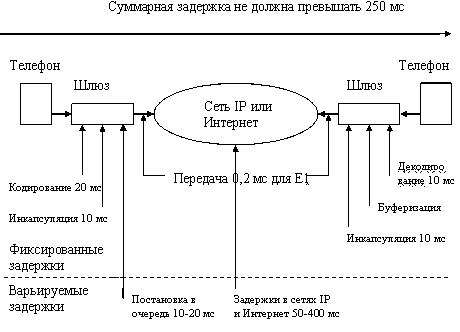 Суммарная задержка не должна превышать 250 мс
Телефон
Телефон
Шлюз
Шлюз
Сеть IP или
Интернет
Передача 0,2 мс для Е1
Декодиро
вание 10 мс
Кодирование 20 мс
Буферизация
Инкапсуляция 10 мс
Инкапсуляция 10 мс
Фиксированные
задержки
Варьируемые
задержки
Постановка в
очередь 10-20 мс
Задержки в сетях IP
и Интернет 50-400 мс